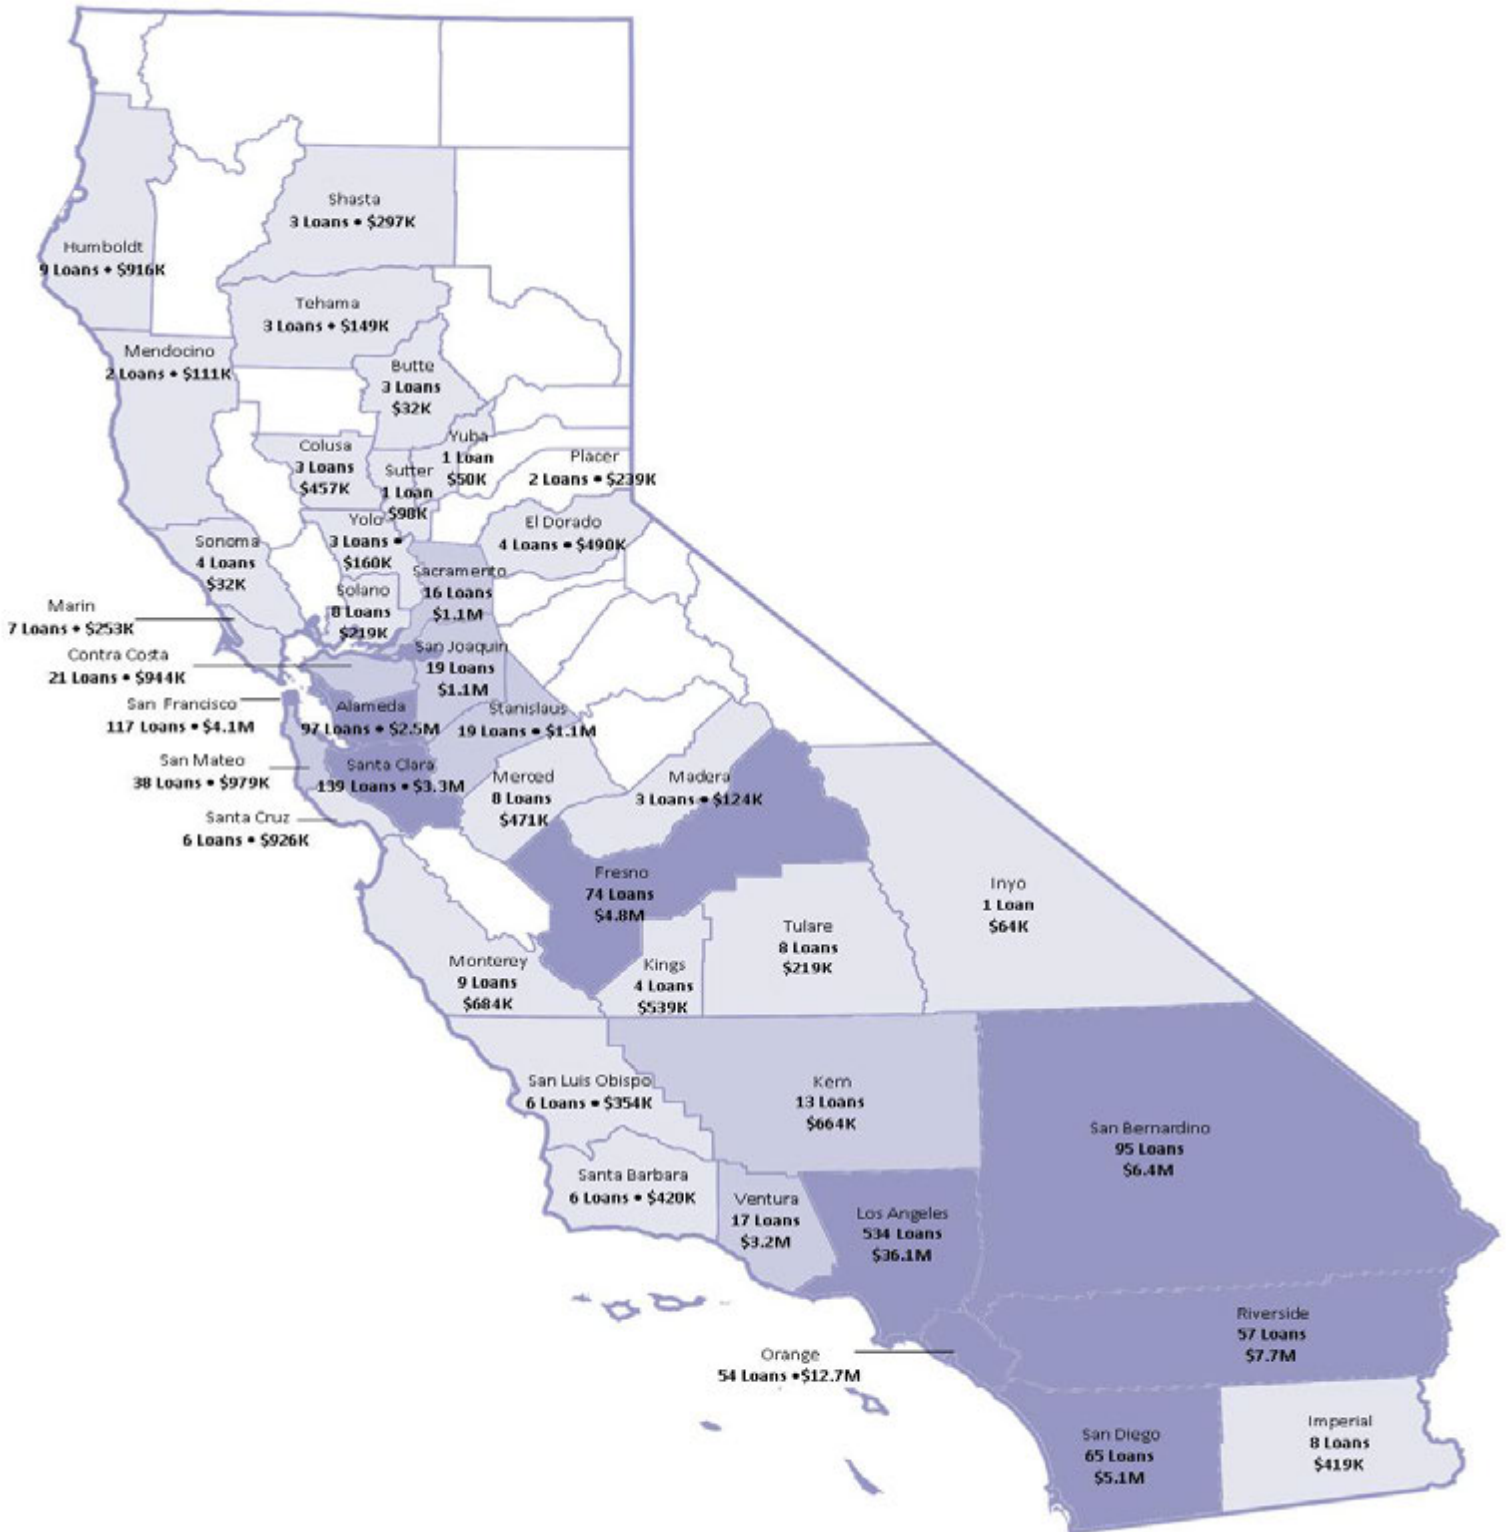 Shasta
3 Loans • $297K
Humboldt
9 Loans • $916K
Tehama
3 Loans • $149K
Mendocino
2 Loans • $111K
Butte
3 Loans
$32K
Colusa
3 Loans
$457K
Sutter
1 Loan
$98K
Yuba
1 Loan
$50K
Placer
2 Loans • $239K
Yolo
3 Loans •
$160K
El Dorado
4 Loans • $490K
Sonoma
4 Loans
$32K
Sacramento
16 Loans
$1.1M
Solano
8 Loans
$219K
Marin
7 Loans • $253K
Contra Costa
21 Loans • $944K
San Joaquin
19 Loans
$1.1M
San Francisco
117 Loans • $4.1M
Alameda
97 Loans • $2.5M
Stanislaus
19 Loans • $1.1M
San Mateo
38 Loans • $979K
Santa Clara
139 Loans • $3.3M
Merced
8 Loans
$471K
Madera
3 Loans • $124K
Santa Cruz
6 Loans • $926K
Fresno
74 Loans
$4.8M
Inyo
1 Loan
$64K
Tulare
8 Loans
$219K
Monterey
9 Loans
$684K
Kings
4 Loans
$539K
San Luis Obispo
6 Loans • $354K
Kern
13 Loans
$664K
San Bernardino
95 Loans
$6.4M
Santa Barbara
6 Loans • $420K
Ventura
17 Loans
$3.2M
Los Angeles
534 Loans
$36.1M
Riverside
57 Loans
$7.7M
Orange
54 Loans •$12.7M
San Diego
65 Loans
$5.1M
Imperial
8 Loans
$419K